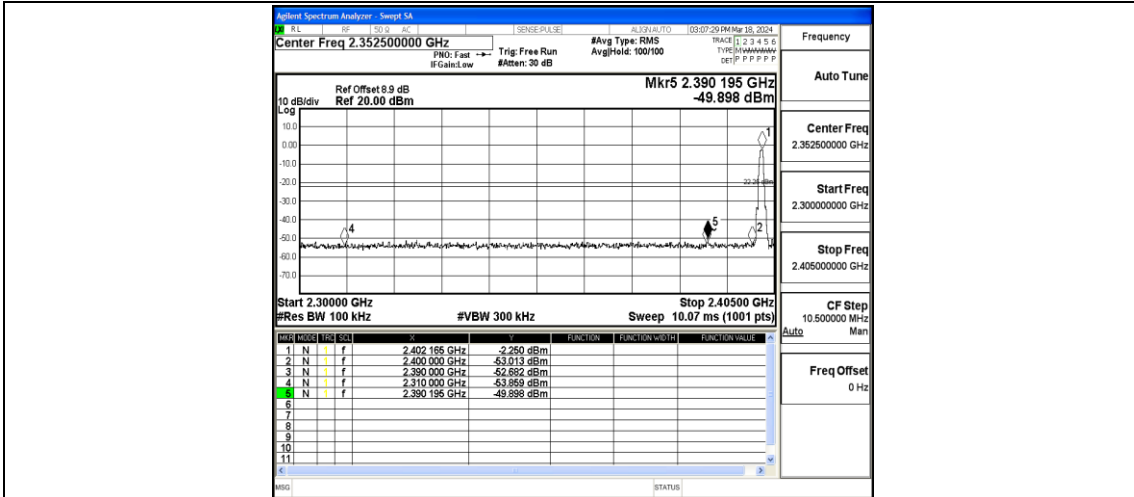 Agilent Spectrum Analyzer - Swept SA
RL RF 50 Ω AC SENSE:PULSE ALIGN AUTO 03:07:29 PM Mar 18, 2024
Center Freq 2.352500000 GHz
PNO: Fast
IFGain:Low
Trig: Free Run
#Atten: 30 dB
#Avg Type: RMS
Avg|Hold: 100/100
TRACE 1 2 3 4 5 6
TYPE M W W W W W
DET P P P P P P
Mkr5 2.390 195 GHz
-49.898 dBm
Ref Offset 8.9 dB
10 dB/div Ref 20.00 dBm
Log
10.0
0.00
-10.0
-20.0
-30.0
-40.0
-50.0
-60.0
-70.0
1
-22.25 dBm
4
5
2
Start 2.30000 GHz Stop 2.40500 GHz
#Res BW 100 kHz #VBW 300 kHz Sweep 10.07 ms (1001 pts)
MKR MODE TRC SCL X Y FUNCTION FUNCTION WIDTH FUNCTION VALUE
1 N 1 f 2.402 165 GHz -2.250 dBm
2 N 1 f 2.400 000 GHz -53.013 dBm
3 N 1 f 2.390 000 GHz -52.682 dBm
4 N 1 f 2.310 000 GHz -53.859 dBm
5 N 1 f 2.390 195 GHz -49.898 dBm
6
7
8
9
10
11
MSG STATUS
Frequency
Auto Tune
Center Freq
2.352500000 GHz
Start Freq
2.300000000 GHz
Stop Freq
2.405000000 GHz
CF Step
10.500000 MHz
Auto Man
Freq Offset
0 Hz